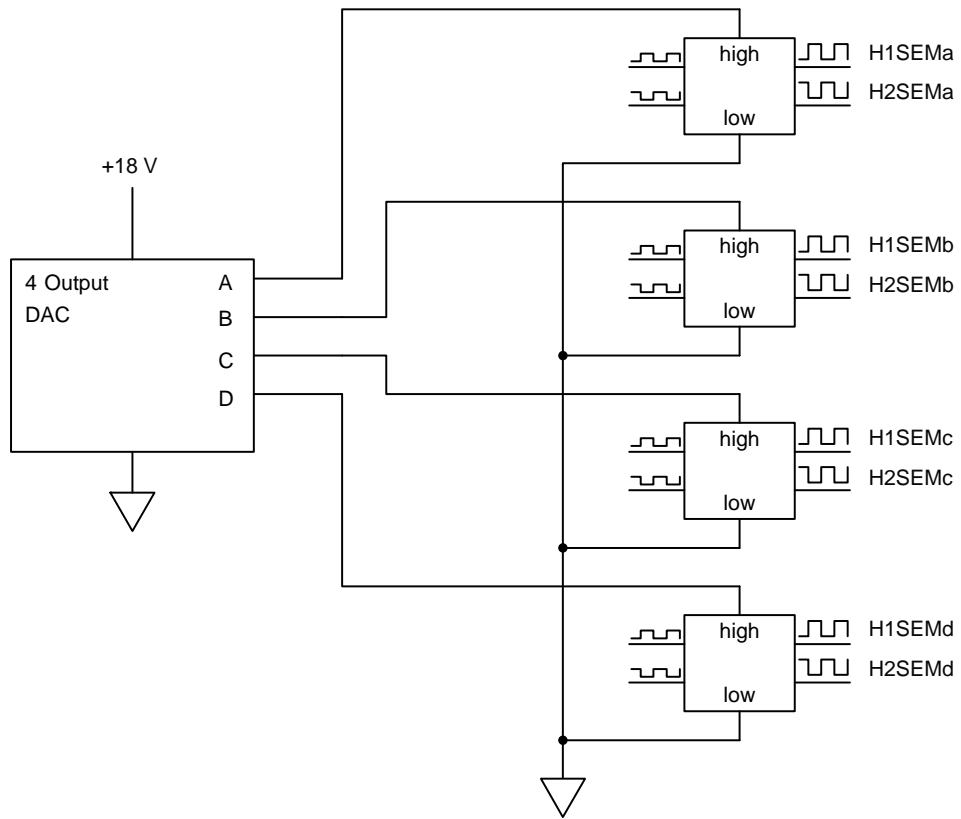 high
low
H1SEMa
H2SEMa
+18 V
4 Output
DAC
A
B
C
D
high
low
H1SEMb
H2SEMb
high
low
H1SEMc
H2SEMc
high
low
H1SEMd
H2SEMd